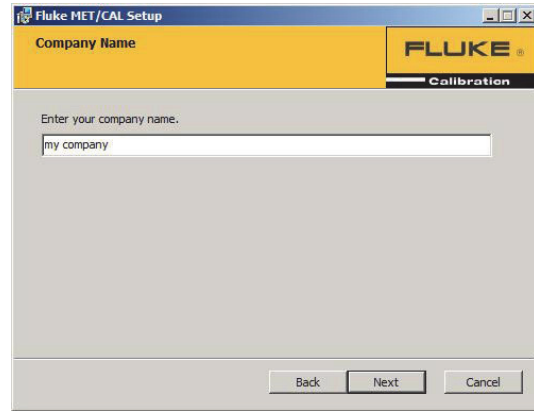 Fluke MET/CAL Setup
Company Name
FLUKE ®
Calibration
Enter your company name.
my company
Back Next Cancel